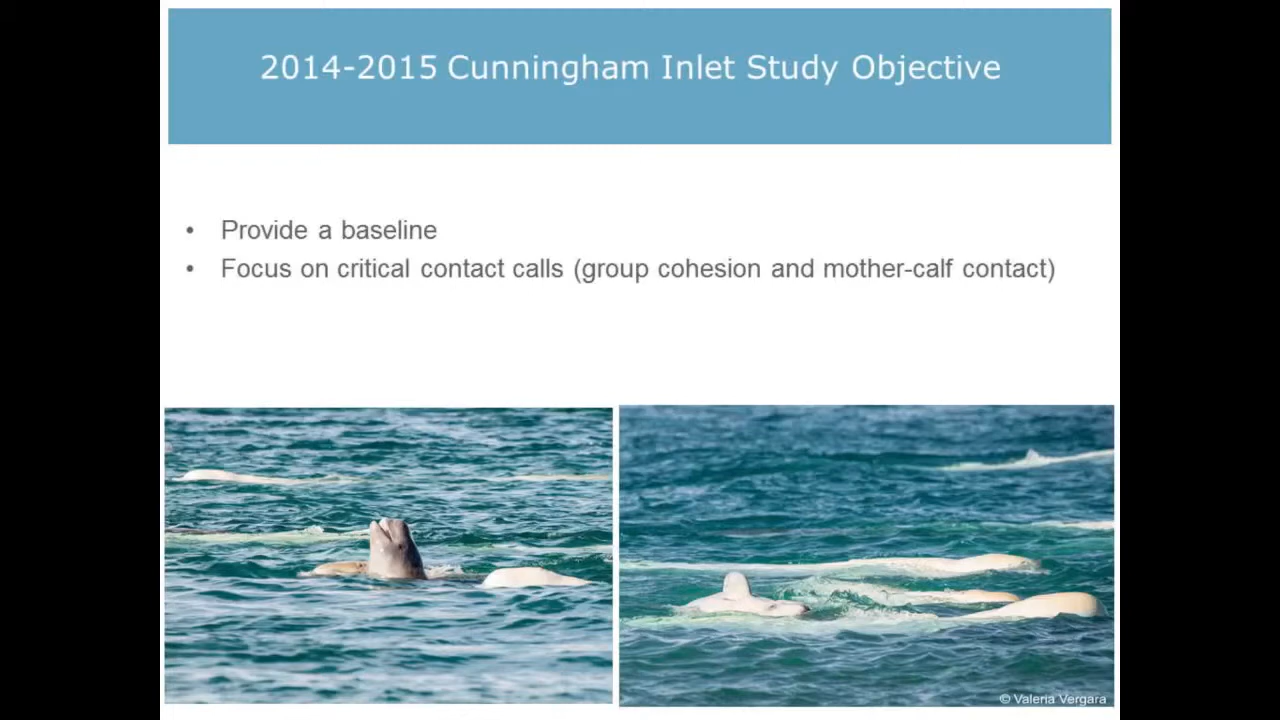 2014-2015 Cunningham Inlet Study Objective
• Provide a baseline
• Focus on critical contact calls (group cohesion and mother-calf contact)
© Valeria Vergara